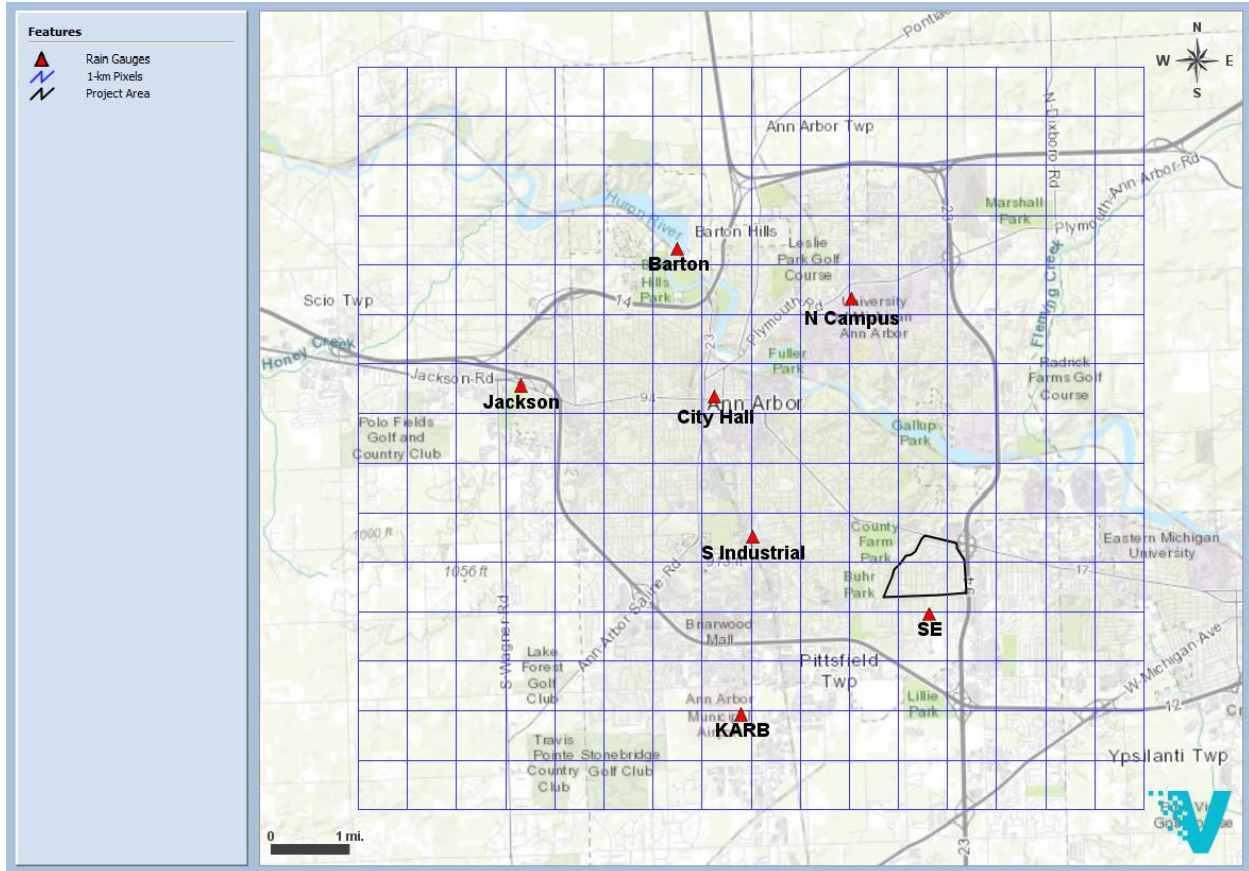 Features
Rain Gauges
1-km Pixels
Project Area
N
W E
S
Ann Arbor Twp
N-Dixboro Rd
Plymouth-Ann Arbor-Rd
Marshall
Park
Huron River
Barton Hills
Leslie
Park Golf
Course
23
Barton
Hills
Park
14
Scio Twp
Plymouth Rd
N Campus
University
Ann Arbor
Fleming Creek
23
Honey Creek
Fuller
Park
Radrick
Farms Golf
Course
Jackson-Rd
Jackson
94
Ann Arbor
City Hall
Polo Fields
Golf and
Country Club
Gallup
Park
1000 ft
County
Farm
Park
Eastern Michigan
University
S Industrial
1056 ft
Buhr
Park
17
94
SE
Ann Arbor Saline Rd
S Wagner Rd
Briarwood
Mall
Pittsfield
Twp
Lake
Forest
Golf
Club
W-Michigan-Ave
Ann Arbor
Lillie
Park
12
KARB
Travis
Pointe
Country
Club
Stonebridge
Golf Club
Ypsilanti Twp
0 1 mi.
23
V